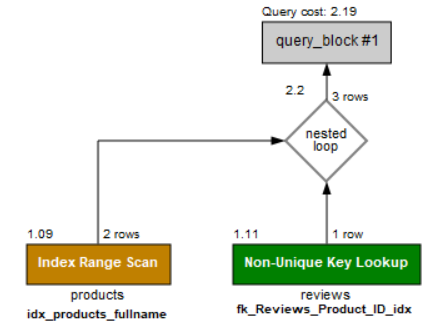 Query cost: 2.19
query_block #1
2.2 3 rows
nested
loop
1.09 2 rows 1.11 1 row
Index Range Scan Non-Unique Key Lookup
products reviews
idx_products_fullname fk_Reviews_Product_ID_idx